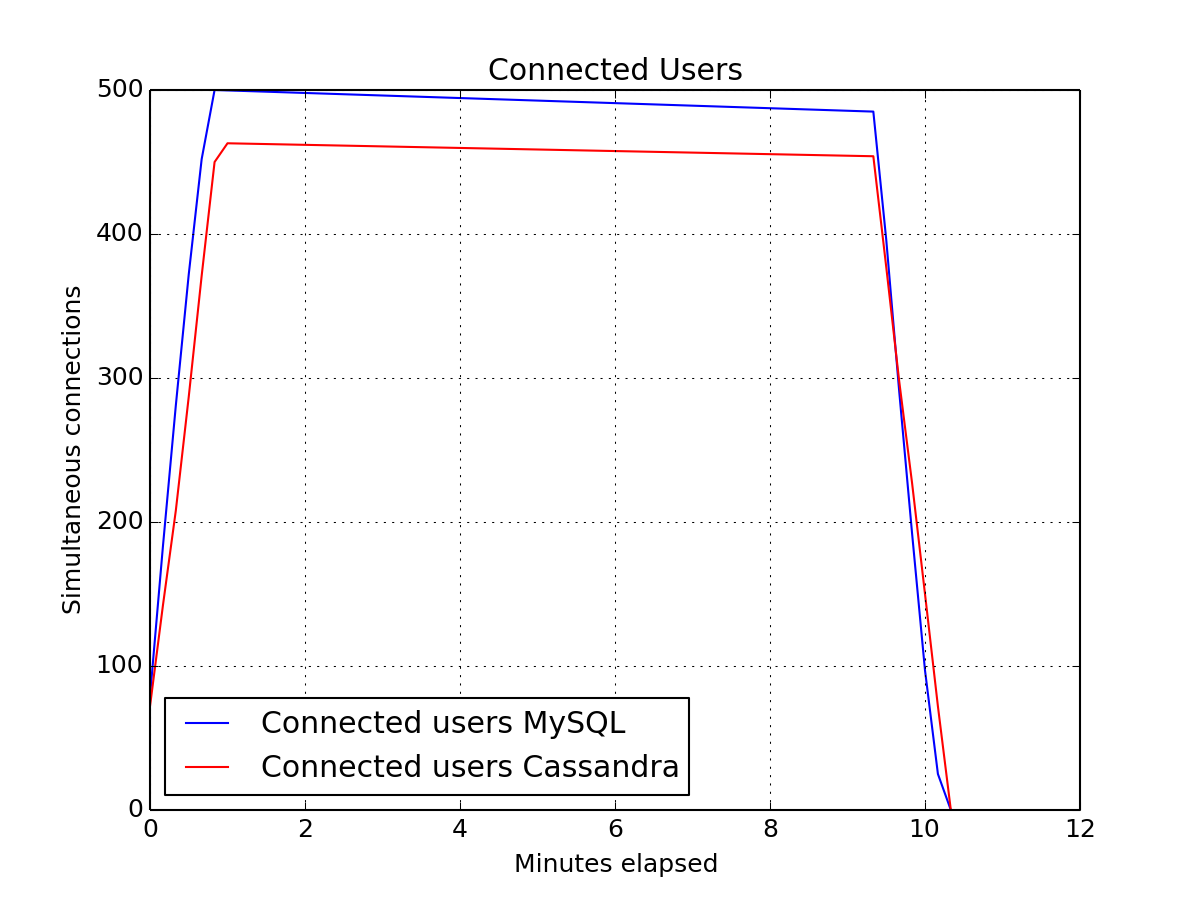 Connected Users
500
400
300
200
100
0
Simultaneous connections
Connected users MySQL
Connected users Cassandra
0 2 4 6 8 10 12
Minutes elapsed